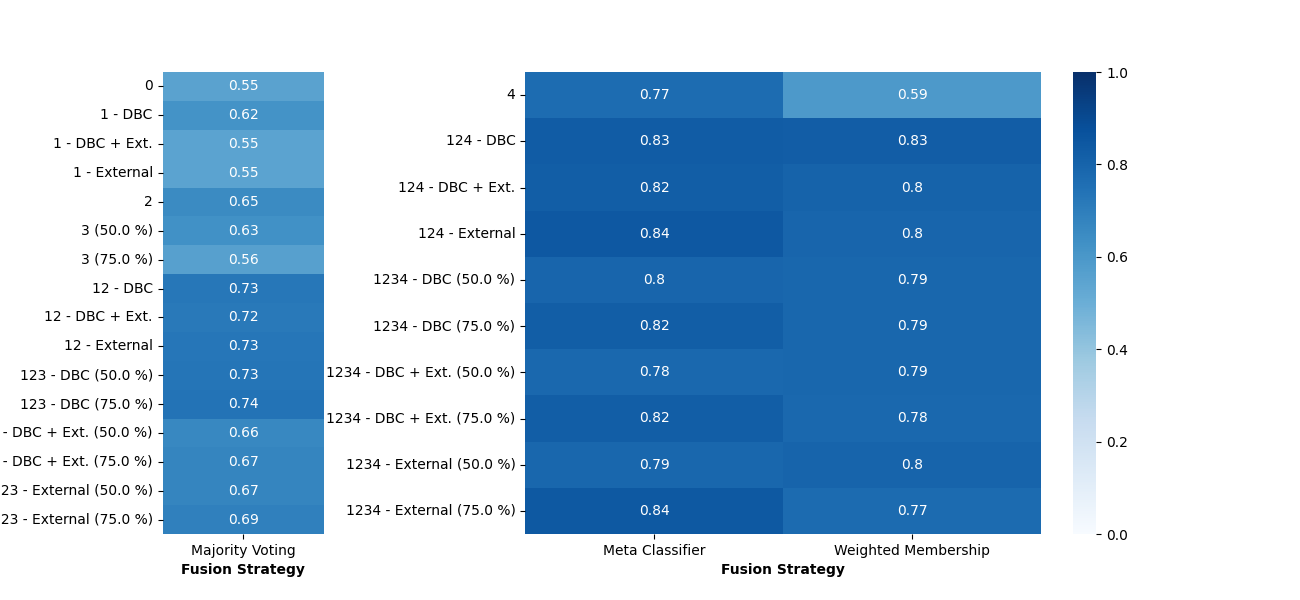 0 0.55
1 - DBC 0.62
1 - DBC + Ext. 0.55
1 - External 0.55
2 0.65
3 (50.0 %) 0.63
3 (75.0 %) 0.56
12 - DBC 0.73
12 - DBC + Ext. 0.72
12 - External 0.73
123 - DBC (50.0 %) 0.73
123 - DBC (75.0 %) 0.74
- DBC + Ext. (50.0 %) 0.66
- DBC + Ext. (75.0 %) 0.67
23 - External (50.0 %) 0.67
23 - External (75.0 %) 0.69
Majority Voting
Fusion Strategy
4 0.77 0.59
124 - DBC 0.83 0.83
124 - DBC + Ext. 0.82 0.8
124 - External 0.84 0.8
1234 - DBC (50.0 %) 0.8 0.79
1234 - DBC (75.0 %) 0.82 0.79
1234 - DBC + Ext. (50.0 %) 0.78 0.79
1234 - DBC + Ext. (75.0 %) 0.82 0.78
1234 - External (50.0 %) 0.79 0.8
1234 - External (75.0 %) 0.84 0.77
Meta Classifier Weighted Membership
Fusion Strategy
1.0
0.8
0.6
0.4
0.2
0.0